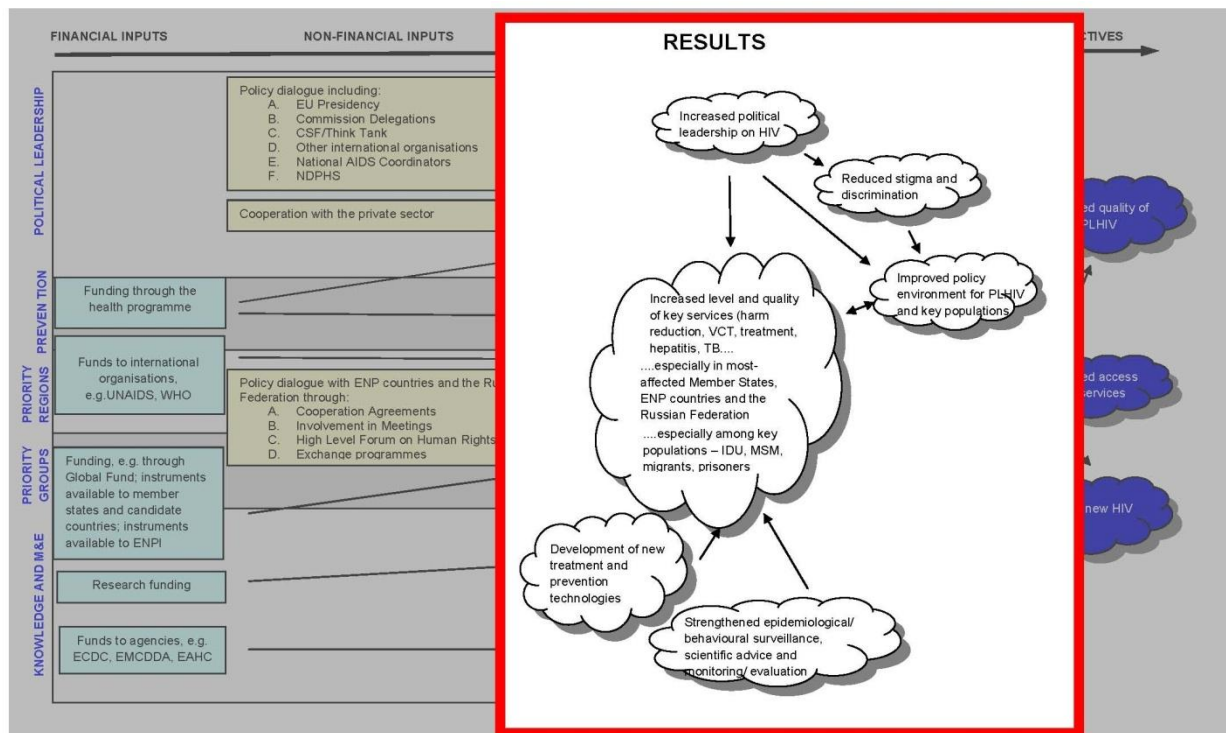 FINANCIAL INPUTS
NON-FINANCIAL INPUTS
RESULTS
CTIVES
POLITICAL LEADERSHIP
PREVENTION
PRIORITY
REGIONS
PRIORITY
GROUPS
KNOWLEDGE AND M&E
Funding through the
health programme
Funds to international
organisations,
e.g.UNAIDS, WHO
Funding, e.g. through
Global Fund; instruments
available to member
states and candidate
countries; instruments
available to ENPI
Research funding
Funds to agencies, e.g.
ECDC, EMCDDA, EAHC
Policy dialogue including:
A. EU Presidency
B. Commission Delegations
C. CSF/Think Tank
D. Other international organisations
E. National AIDS Coordinators
F. NDPHS
Cooperation with the private sector
Policy dialogue with ENP countries and the Ru
Federation through:
A. Cooperation Agreements
B. Involvement in Meetings
C. High Level Forum on Human Rights
D. Exchange programmes
Increased political
leadership on HIV
Reduced stigma and
discrimination
Improved policy
environment for PLHIV
and key populations
Increased level and quality
of key services (harm
reduction, VCT, treatment,
hepatitis, TB....
....especially in most-
affected Member States,
ENP countries and the
Russian Federation
....especially among key
populations – IDU, MSM,
migrants, prisoners
Development of new
treatment and
prevention
technologies
Strengthened epidemiological/
behavioural surveillance,
scientific advice and
monitoring/ evaluation
ed quality of
PLHIV
ed access
services
new HIV